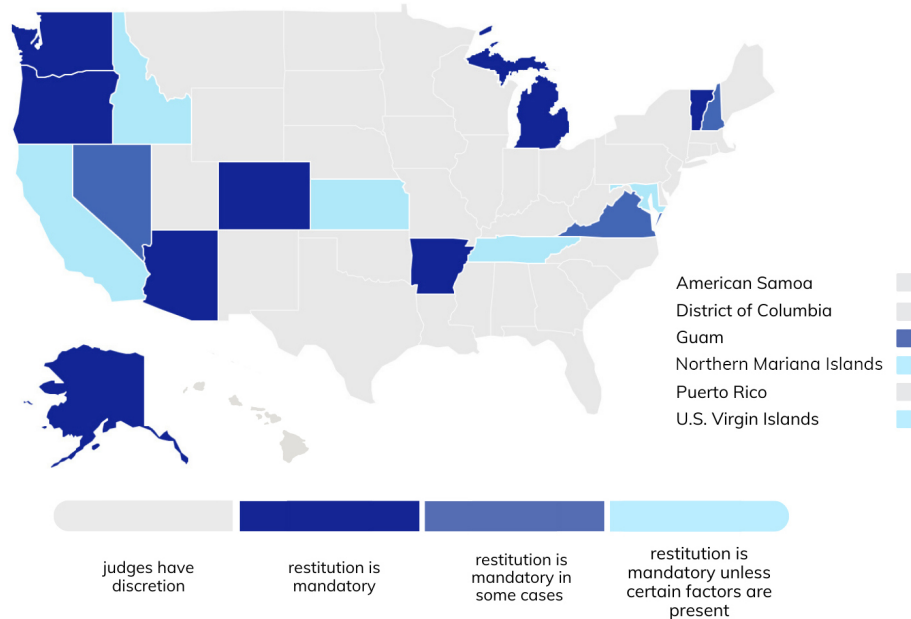 American Samoa
District of Columbia
Guam
Northern Mariana Islands
Puerto Rico
U.S. Virgin Islands
judges have
discretion
restitution is
mandatory
restitution is
mandatory in
some cases
restitution is
mandatory unless
certain factors are
present